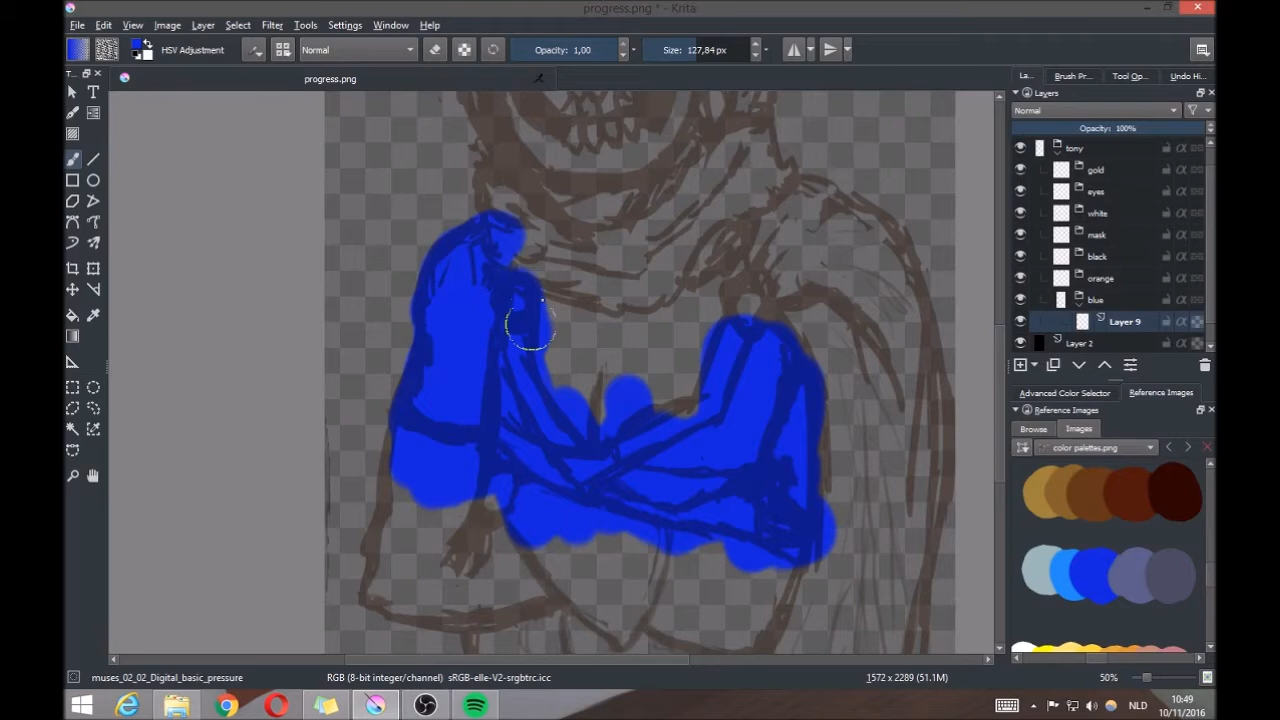 progress.png * - Krita
File Edit View Image Layer Select Filter Tools Settings Window Help
HSV Adjustment Normal Opacity: 1,00 Size: 127,84 px
T... progress.png La... Brush Pr... Tool Op... Undo Hi...
Layers
Normal
Opacity: 100%
tony
gold
eyes
white
mask
black
orange
blue
Layer 9
Layer 2
Advanced Color Selector Reference Images
Reference Images
Browse Images
color palettes.png
muses_02_02_Digital_basic_pressure RGB (8-bit integer/channel) sRGB-elle-V2-srgbtrc.icc 1572 x 2289 (51.1M) 50%
NLD 10:49
10/11/2016